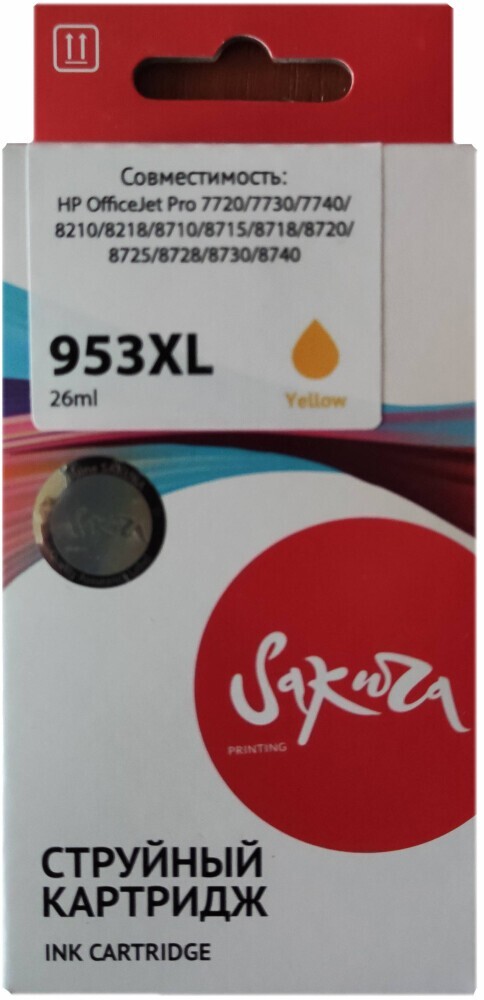 Совместимость:
HP OfficeJet Pro 7720/7730/7740/
8210/8218/8710/8715/8718/8720/
8725/8728/8730/8740
953XL
26ml
Yellow
Sakura
PRINTING
СТРУЙНЫЙ
КАРТРИДЖ
INK CARTRIDGE